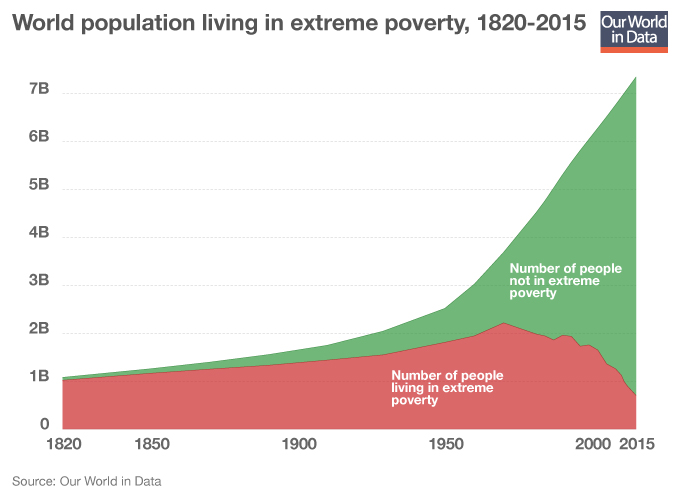 World population living in extreme poverty, 1820-2015
Our World
in Data
7B
6B
5B
4B
3B
2B
1B
0
Number of people
not in extreme
poverty
Number of people
living in extreme
poverty
1820 1850 1900 1950 2000 2015
Source: Our World in Data